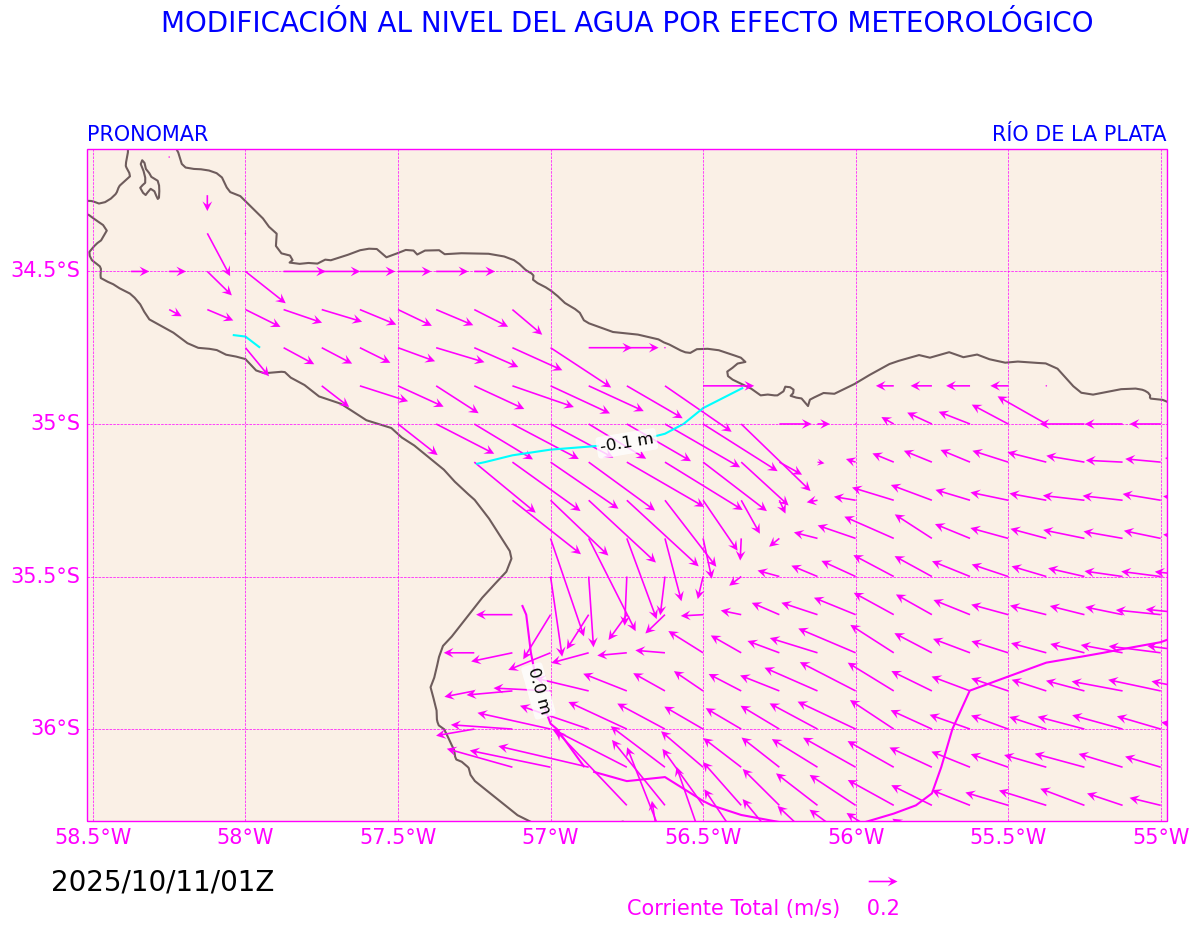 MODIFICACIÓN AL NIVEL DEL AGUA POR EFECTO METEOROLÓGICO
PRONOMAR
RÍO DE LA PLATA
34.5°S
35°S
-0.1 m
35.5°S
0.0 m
36°S
58.5°W 58°W 57.5°W 57°W 56.5°W 56°W 55.5°W 55°W
2025/10/11/01Z
Corriente Total (m/s) 0.2